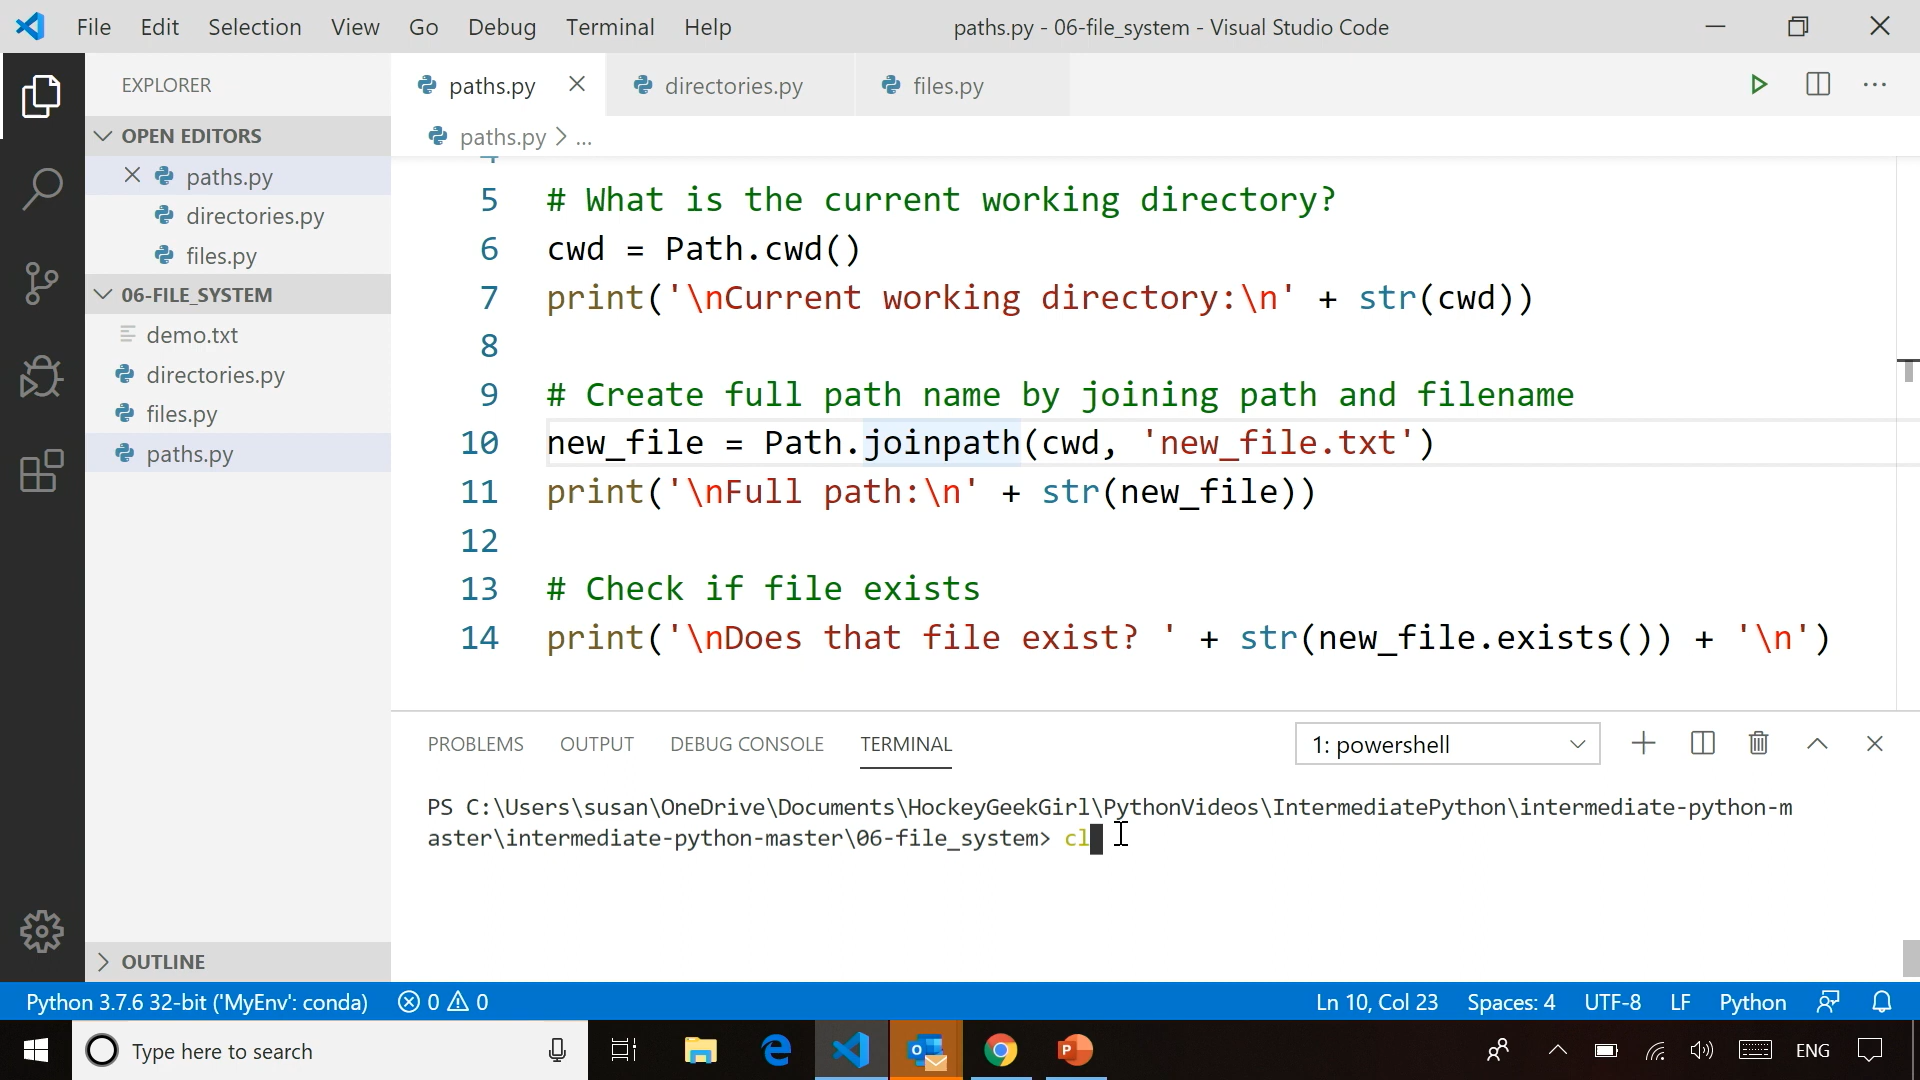 File Edit Selection View Go Debug Terminal Help
paths.py - 06-file_system - Visual Studio Code
EXPLORER
OPEN EDITORS
paths.py
directories.py
files.py
06-FILE_SYSTEM
demo.txt
directories.py
files.py
paths.py
OUTLINE
paths.py directories.py files.py
paths.py > ...
4
5 # What is the current working directory?
6 cwd = Path.cwd()
7 print('\nCurrent working directory:\n' + str(cwd))
8
9 # Create full path name by joining path and filename
10 new_file = Path.joinpath(cwd, 'new_file.txt')
11 print('\nFull path:\n' + str(new_file))
12
13 # Check if file exists
14 print('\nDoes that file exist? ' + str(new_file.exists()) + '\n')
PROBLEMS OUTPUT DEBUG CONSOLE TERMINAL
1: powershell
PS C:\Users\susan\OneDrive\Documents\HockeyGeekGirl\PythonVideos\IntermediatePython\intermediate-python-m
aster\intermediate-python-master\06-file_system> cl
Python 3.7.6 32-bit ('MyEnv': conda) 0 0
Ln 10, Col 23 Spaces: 4 UTF-8 LF Python
Type here to search
ENG